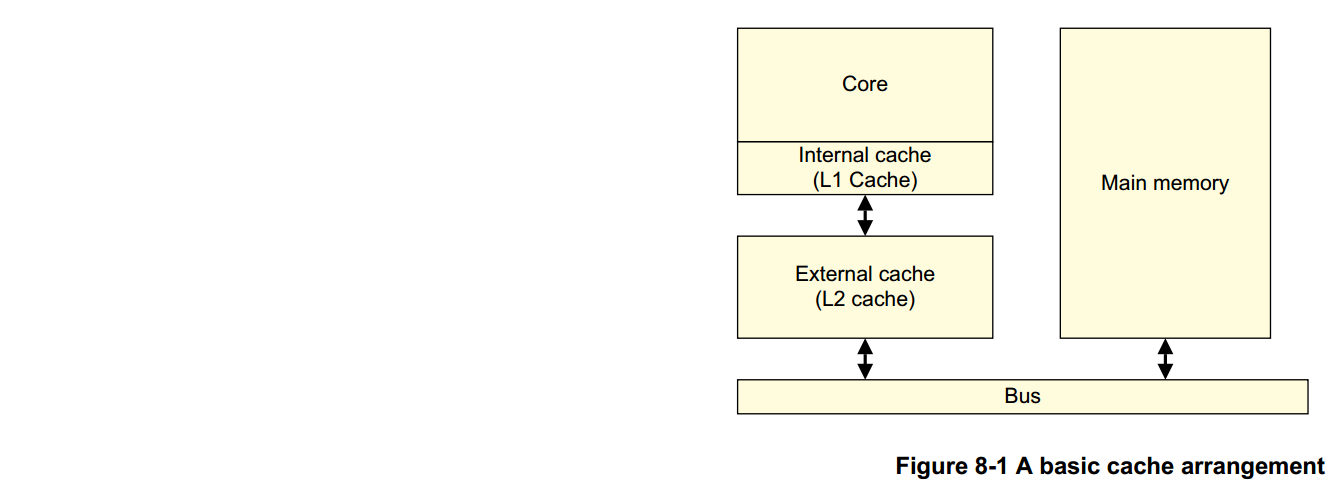 Core
Internal cache
(L1 Cache)
Main memory
External cache
(L2 cache)
Bus
Figure 8-1 A basic cache arrangement